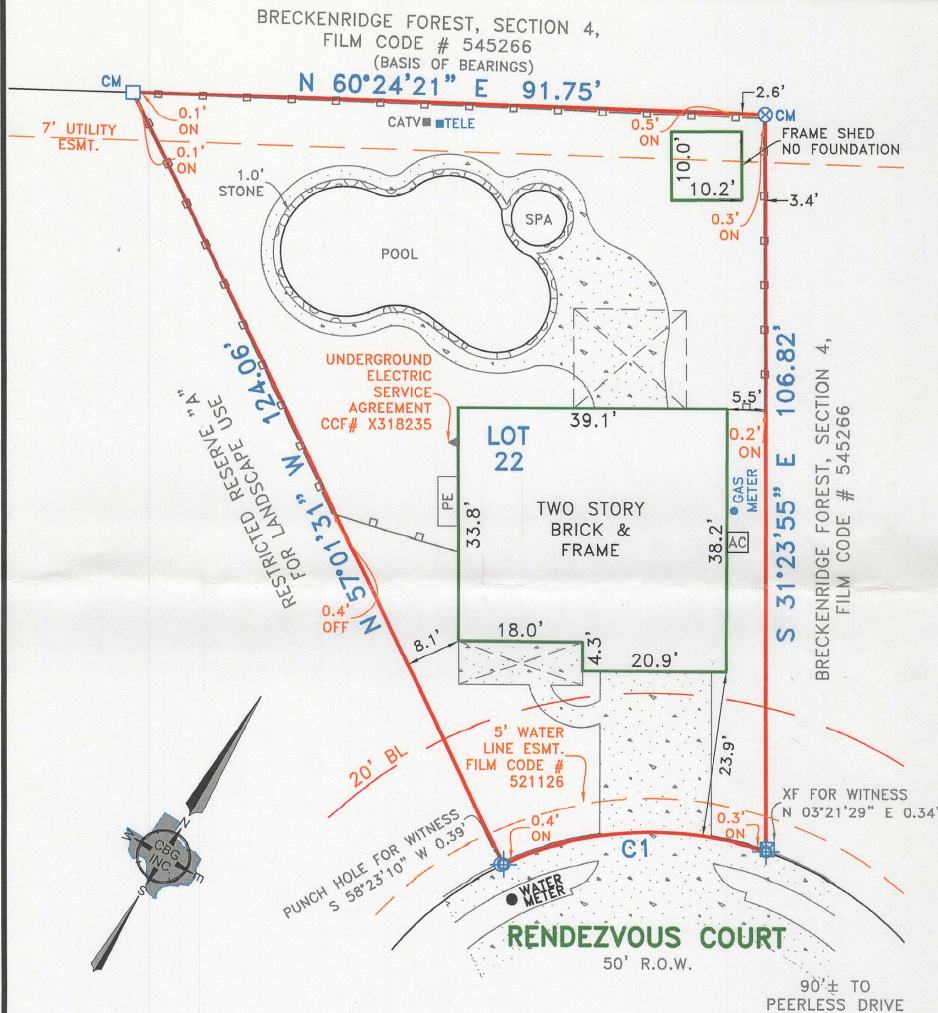 BRECKENRIDGE FOREST, SECTION 4,
FILM CODE # 545266
(BASIS OF BEARINGS)
N 60°24'21" E 91.75'
CM
CM
2.6'
0.1'
ON
0.1'
ON
7' UTILITY
ESMT.
CATV
TELE
0.5'
ON
FRAME SHED
NO FOUNDATION
10.0'
10.2'
3.4'
0.3'
ON
1.0'
STONE
SPA
POOL
UNDERGROUND
ELECTRIC
SERVICE
AGREEMENT
CCF# X318235
RESTRICTED RESERVE "A"
FOR LANDSCAPE USE
N 57°01'31" W 124.06'
39.1'
5.5'
0.2'
ON
LOT
22
GAS
METER
PE
33.8'
TWO STORY
BRICK &
FRAME
38.2'
AC
S 31°23'55" E 106.82'
BRECKENRIDGE FOREST, SECTION 4,
FILM CODE # 545266
0.4'
OFF
8.1'
18.0'
4.3'
20.9'
20' BL
5' WATER
LINE ESMT.
FILM CODE #
521126
23.9'
XF FOR WITNESS
N 03°21'29" E 0.34'
PUNCH HOLE FOR WITNESS
S 58°23'10" W 0.39'
0.4'
ON
0.3'
ON
C1
N
W
E
S
CBG
INC
WATER
METER
RENDEZVOUS COURT
50' R.O.W.
90'± TO
PEERLESS DRIVE